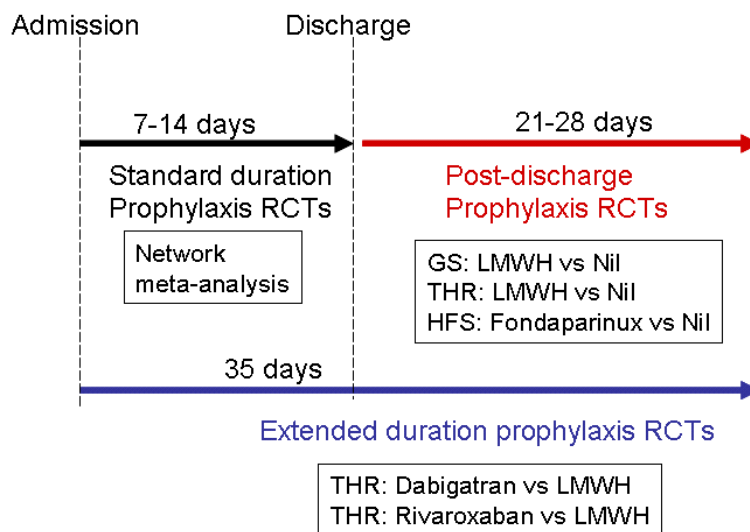 Admission
Discharge
7-14 days
21-28 days
Standard duration
Prophylaxis RCTs
Post-discharge
Prophylaxis RCTs
Network
meta-analysis
GS: LMWH vs Nil
THR: LMWH vs Nil
HFS: Fondaparinux vs Nil
35 days
Extended duration prophylaxis RCTs
THR: Dabigatran vs LMWH
THR: Rivaroxaban vs LMWH